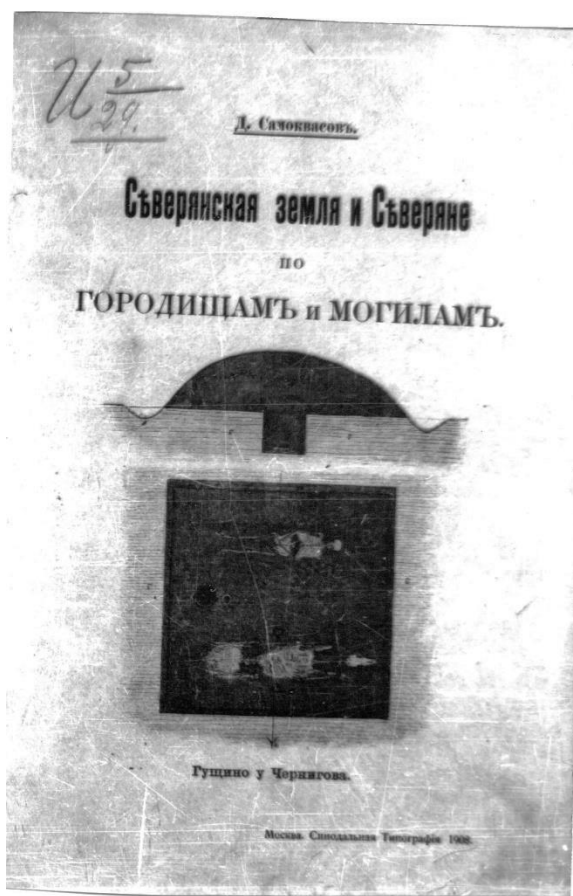 И 5/29.
Д. Самоквасовъ.
Сѣверянская земля и Сѣверяне
по
ГОРОДИЩАМЪ и МОГИЛАМЪ.
Гущино у Чернигова.
Москва. Синодальная Типографія 1908.